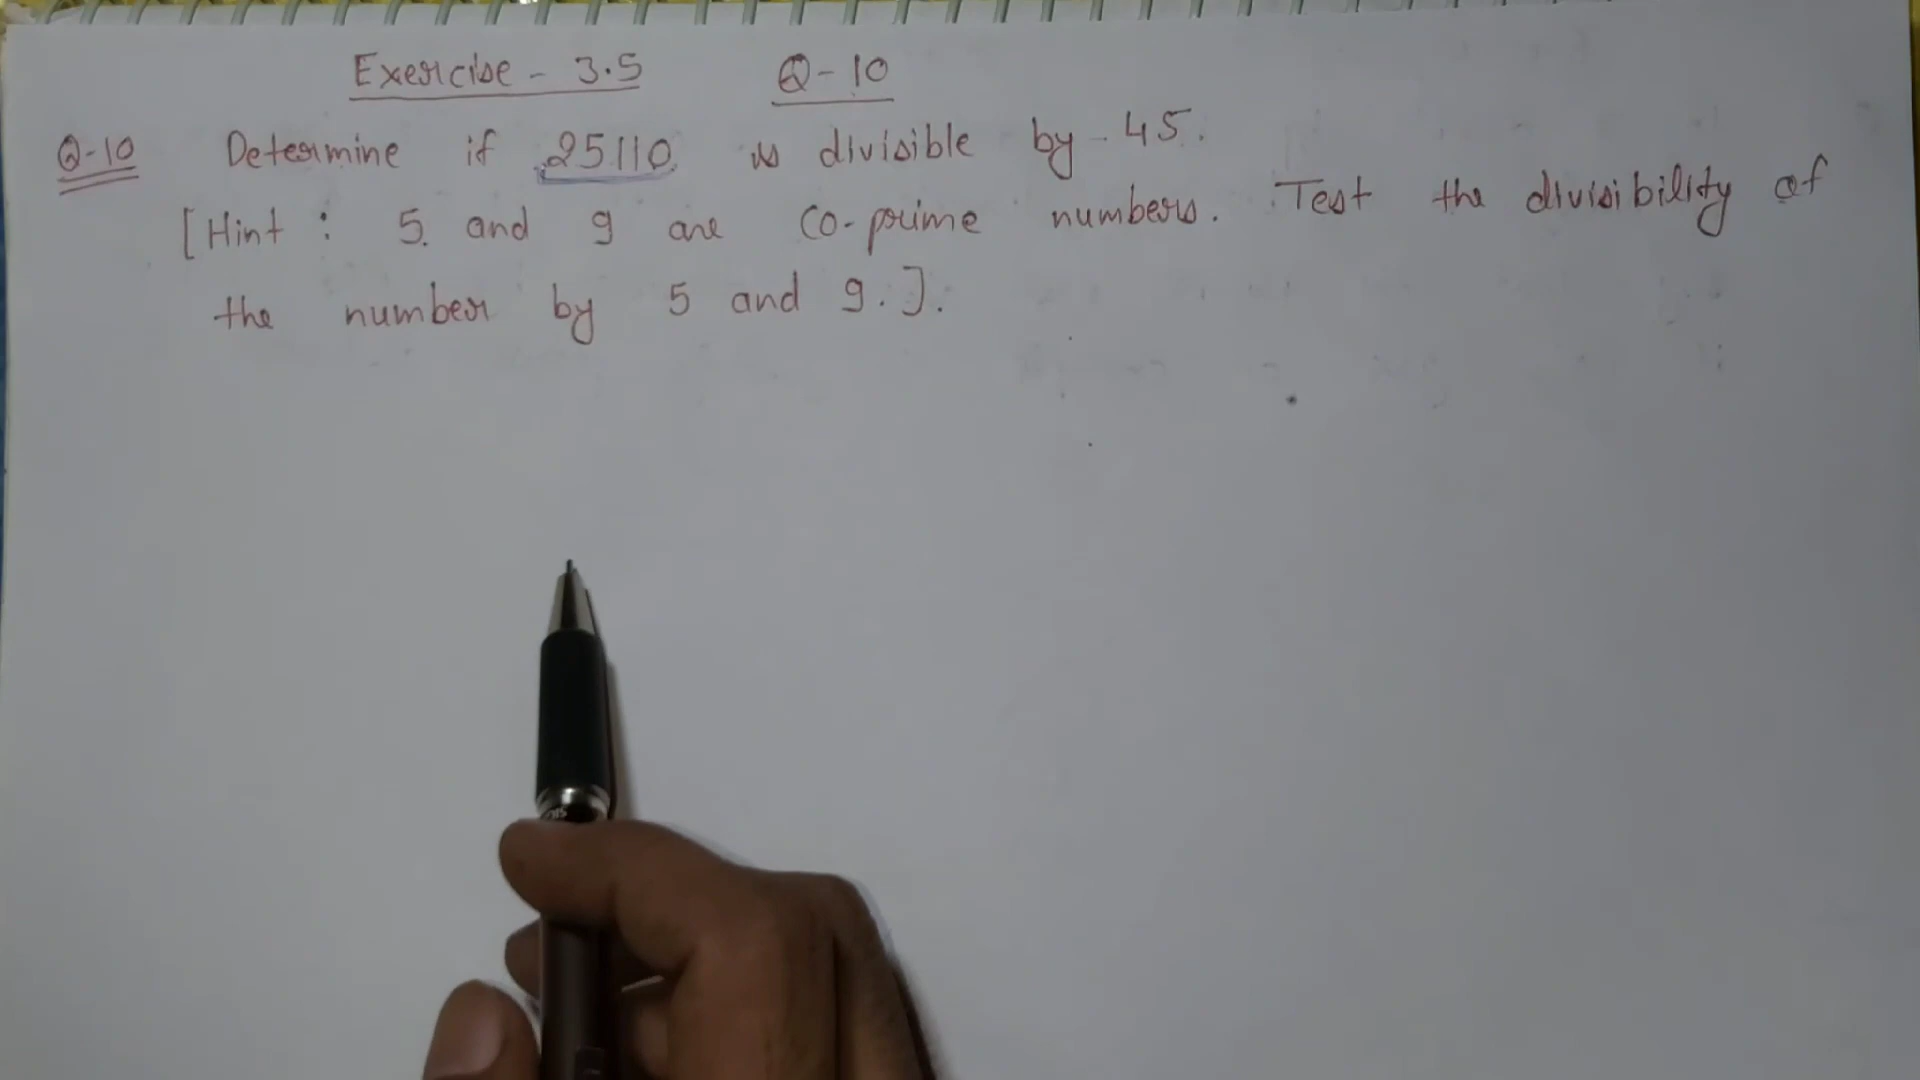 Exercise - 3.5 Q-10
Q-10 Determine if 25110 is divisible by 45.
[Hint : 5 and 9 are co-prime numbers. Test the divisibility of
the number by 5 and 9.].